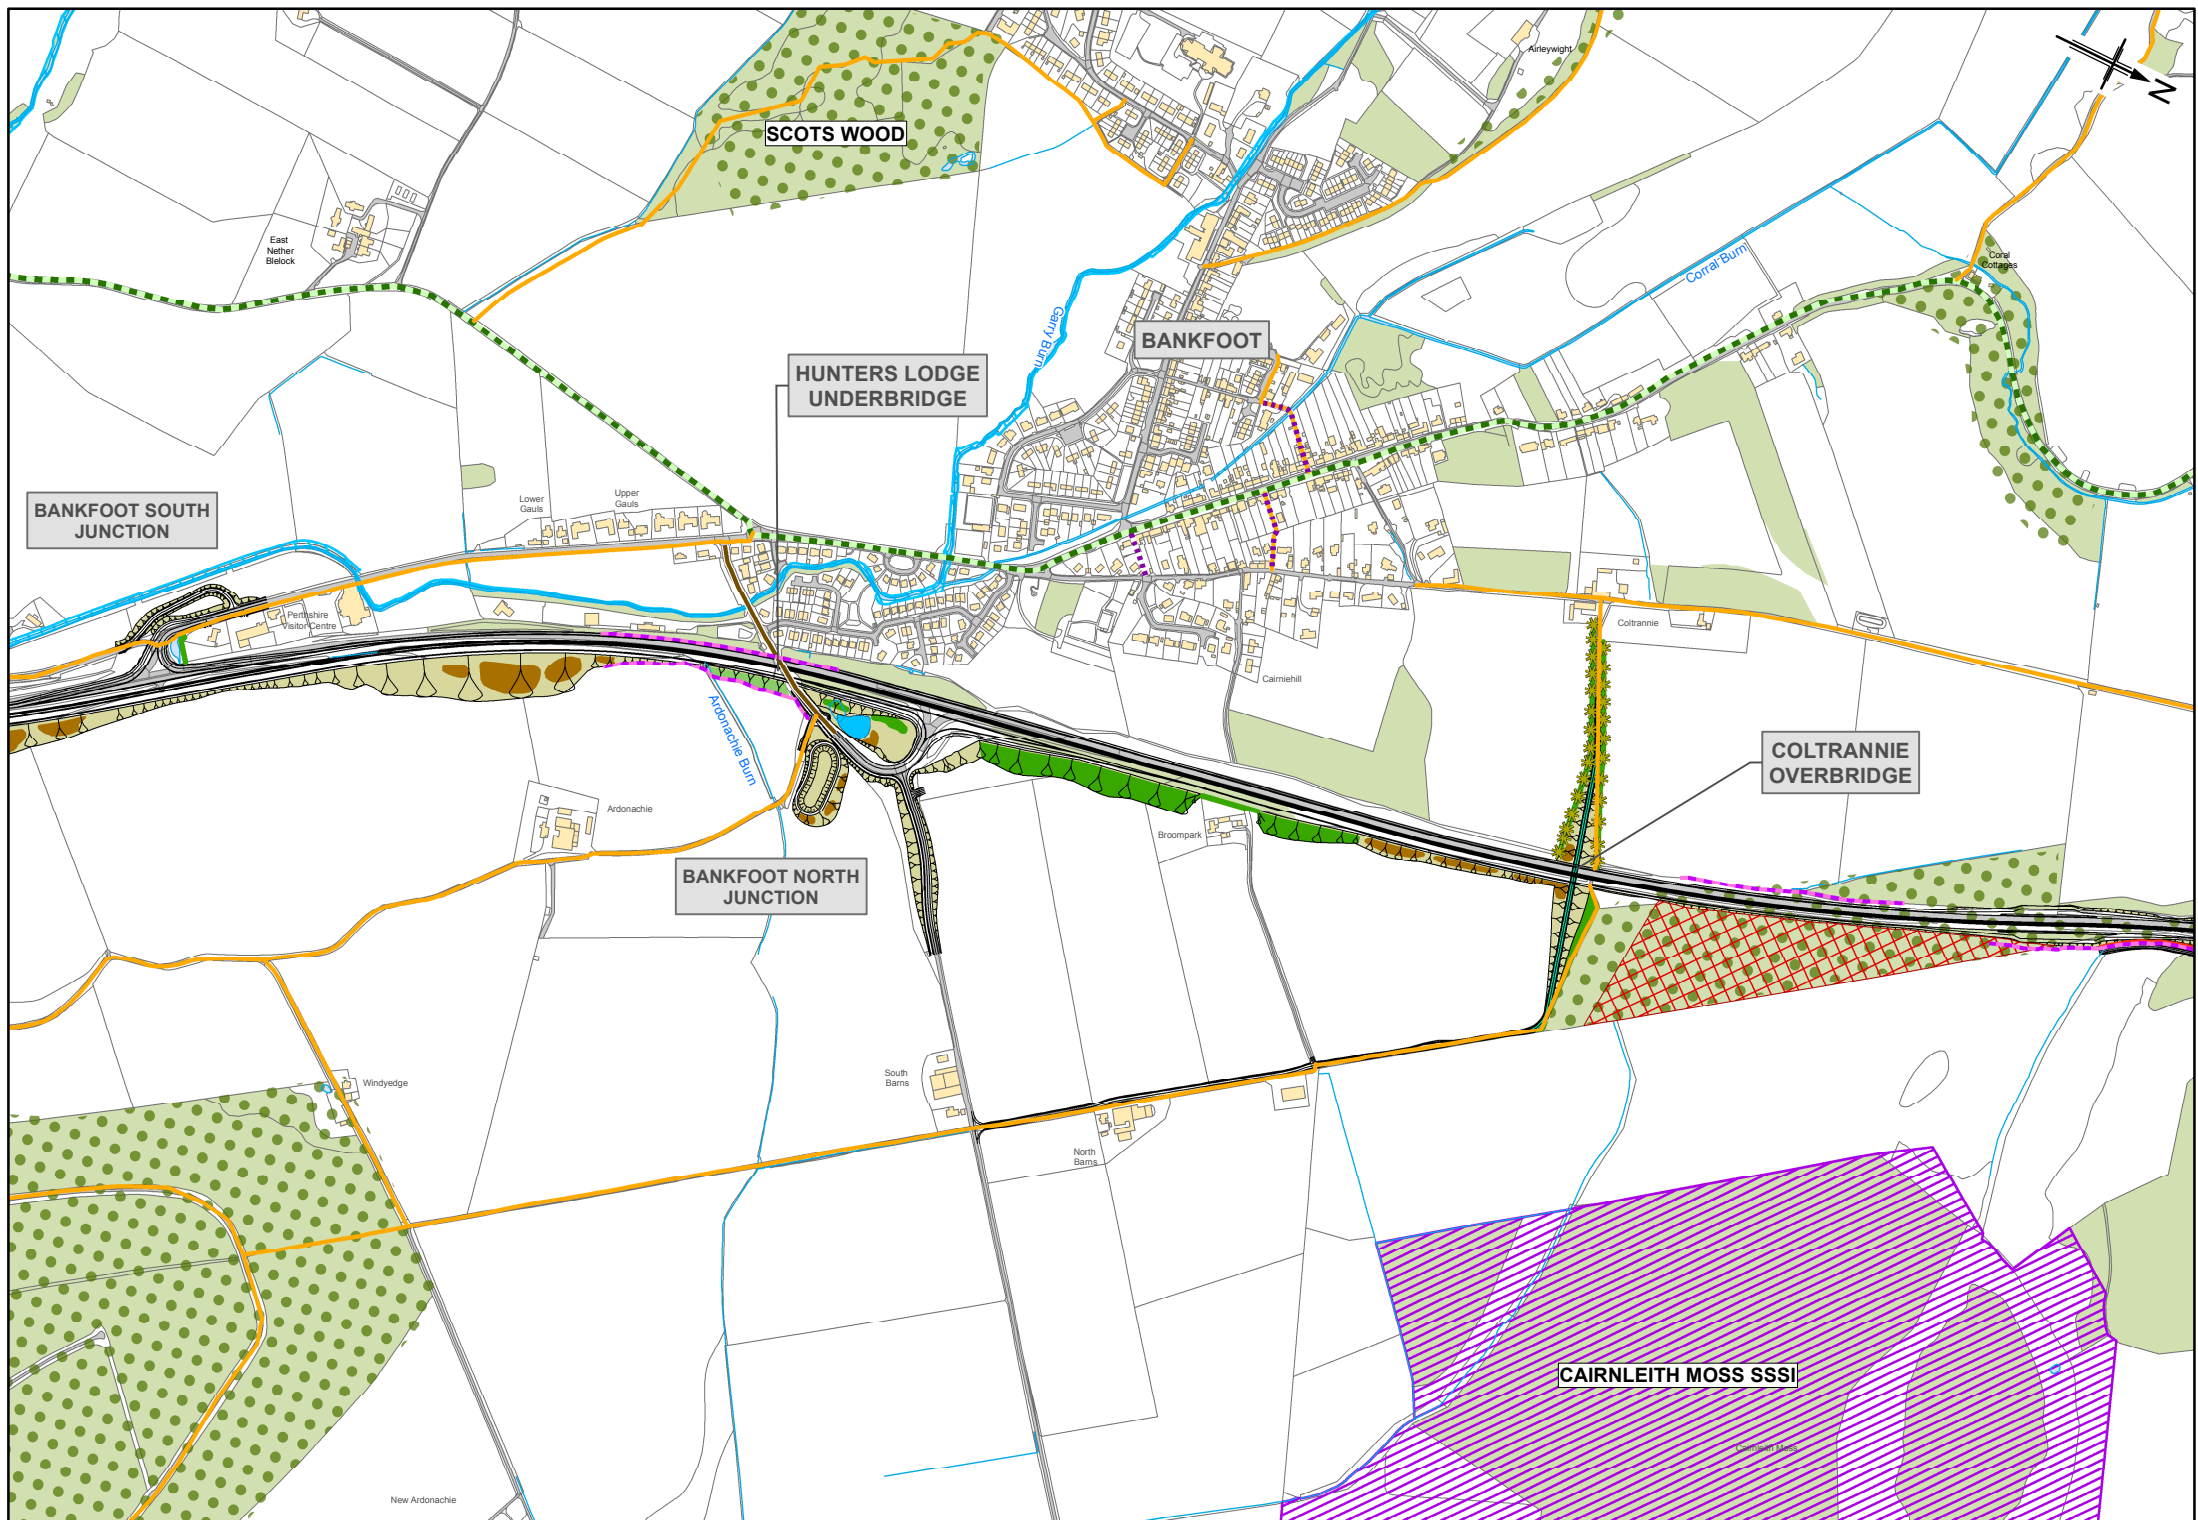 Airleywight
N
SCOTS WOOD
East
Nether
Blelock
Corral Burn
Coral
Cottages
Garry Burn
BANKFOOT
HUNTERS LODGE
UNDERBRIDGE
BANKFOOT SOUTH
JUNCTION
Lower
Gauls
Upper
Gauls
Perthshire
Visitor Centre
Coltrannie
Cairniehill
Ardonachie Burn
COLTRANNIE
OVERBRIDGE
Ardonachie
Broompark
BANKFOOT NORTH
JUNCTION
Windyedge
South
Barns
North
Barns
CAIRNLEITH MOSS SSSI
Cairnleith Moss
New Ardonachie